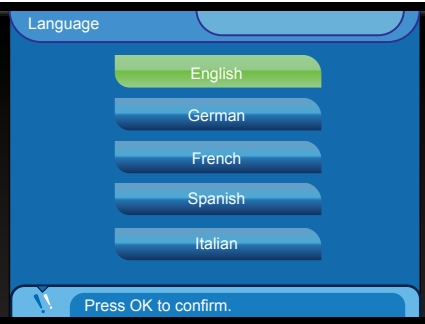 Language
English
German
French
Spanish
Italian
Press OK to confirm.